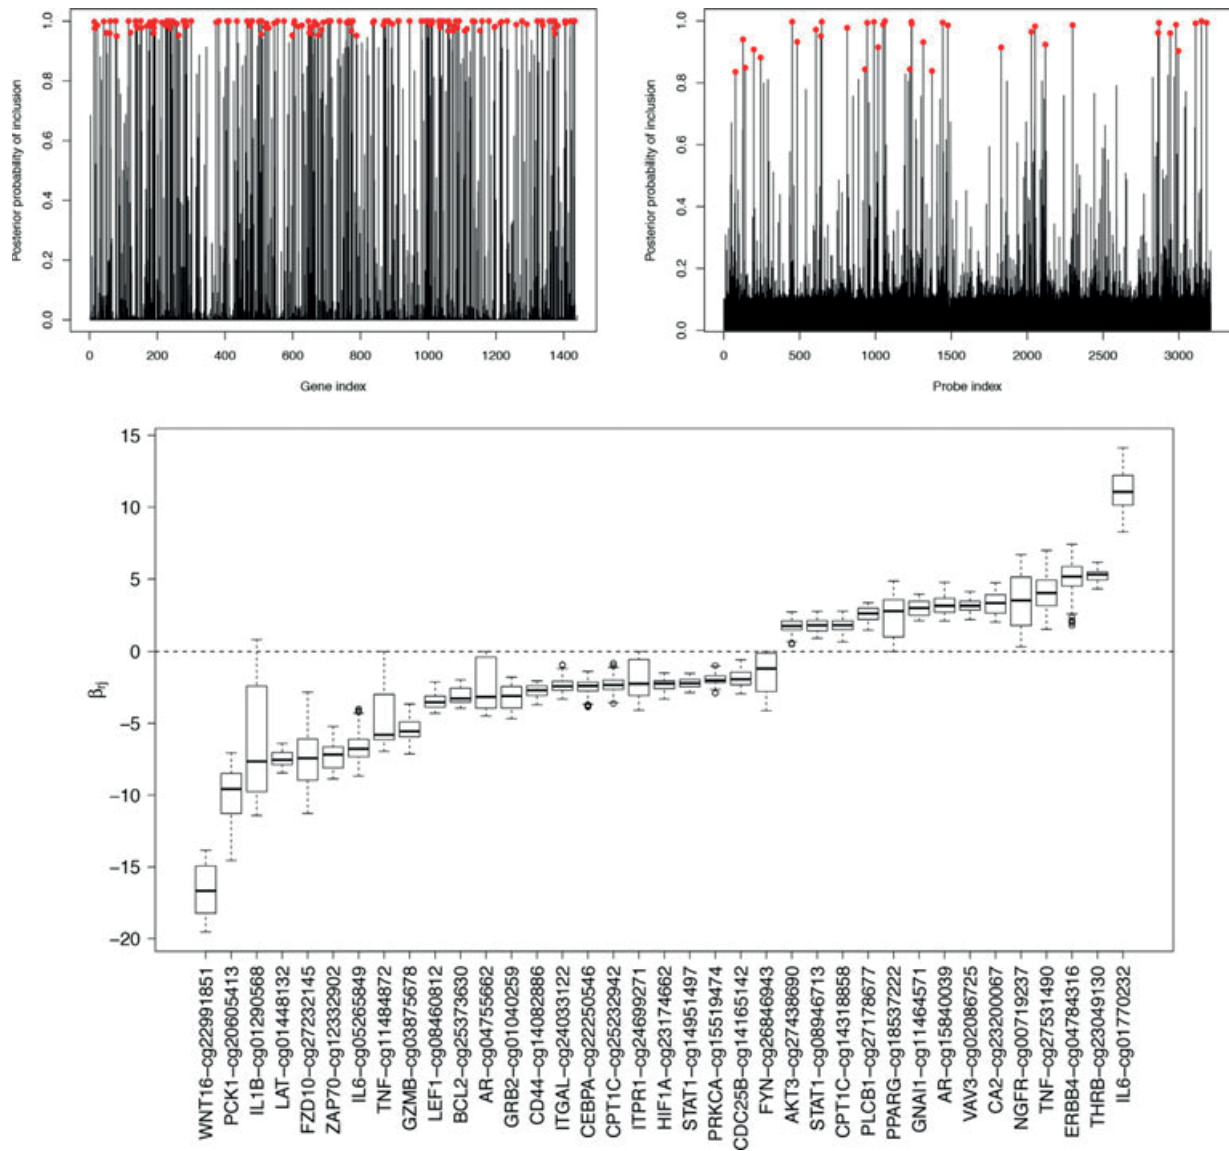 Posterior probability of inclusion
1.0
0.8
0.6
0.4
0.2
0.0
0 200 400 600 800 1000 1200 1400
Gene index
Posterior probability of inclusion
1.0
0.8
0.6
0.4
0.2
0.0
0 500 1000 1500 2000 2500 3000
Probe index
βrj
15
10
5
0
−5
−10
−15
−20
WNT16−cg22991851
PCK1−cg20605413
IL1B−cg01290568
LAT−cg01448132
FZD10−cg27232145
ZAP70−cg12332902
IL6−cg05265849
TNF−cg11484872
GZMB−cg03875678
LEF1−cg08460812
BCL2−cg25373630
AR−cg04755662
GRB2−cg01040259
CD44−cg14082886
ITGAL−cg24033122
CEBPA−cg22250546
CPT1C−cg25232942
ITPR1−cg24699271
HIF1A−cg23174662
STAT1−cg14951497
PRKCA−cg15519474
CDC25B−cg14165142
FYN−cg26846943
AKT3−cg27438690
STAT1−cg08946713
CPT1C−cg14318858
PLCB1−cg27178677
PPARG−cg18537222
GNAI1−cg11464571
AR−cg15840039
VAV3−cg02086725
CA2−cg23200067
NGFR−cg00719237
TNF−cg27531490
ERBB4−cg04784316
THRB−cg23049130
IL6−cg01770232